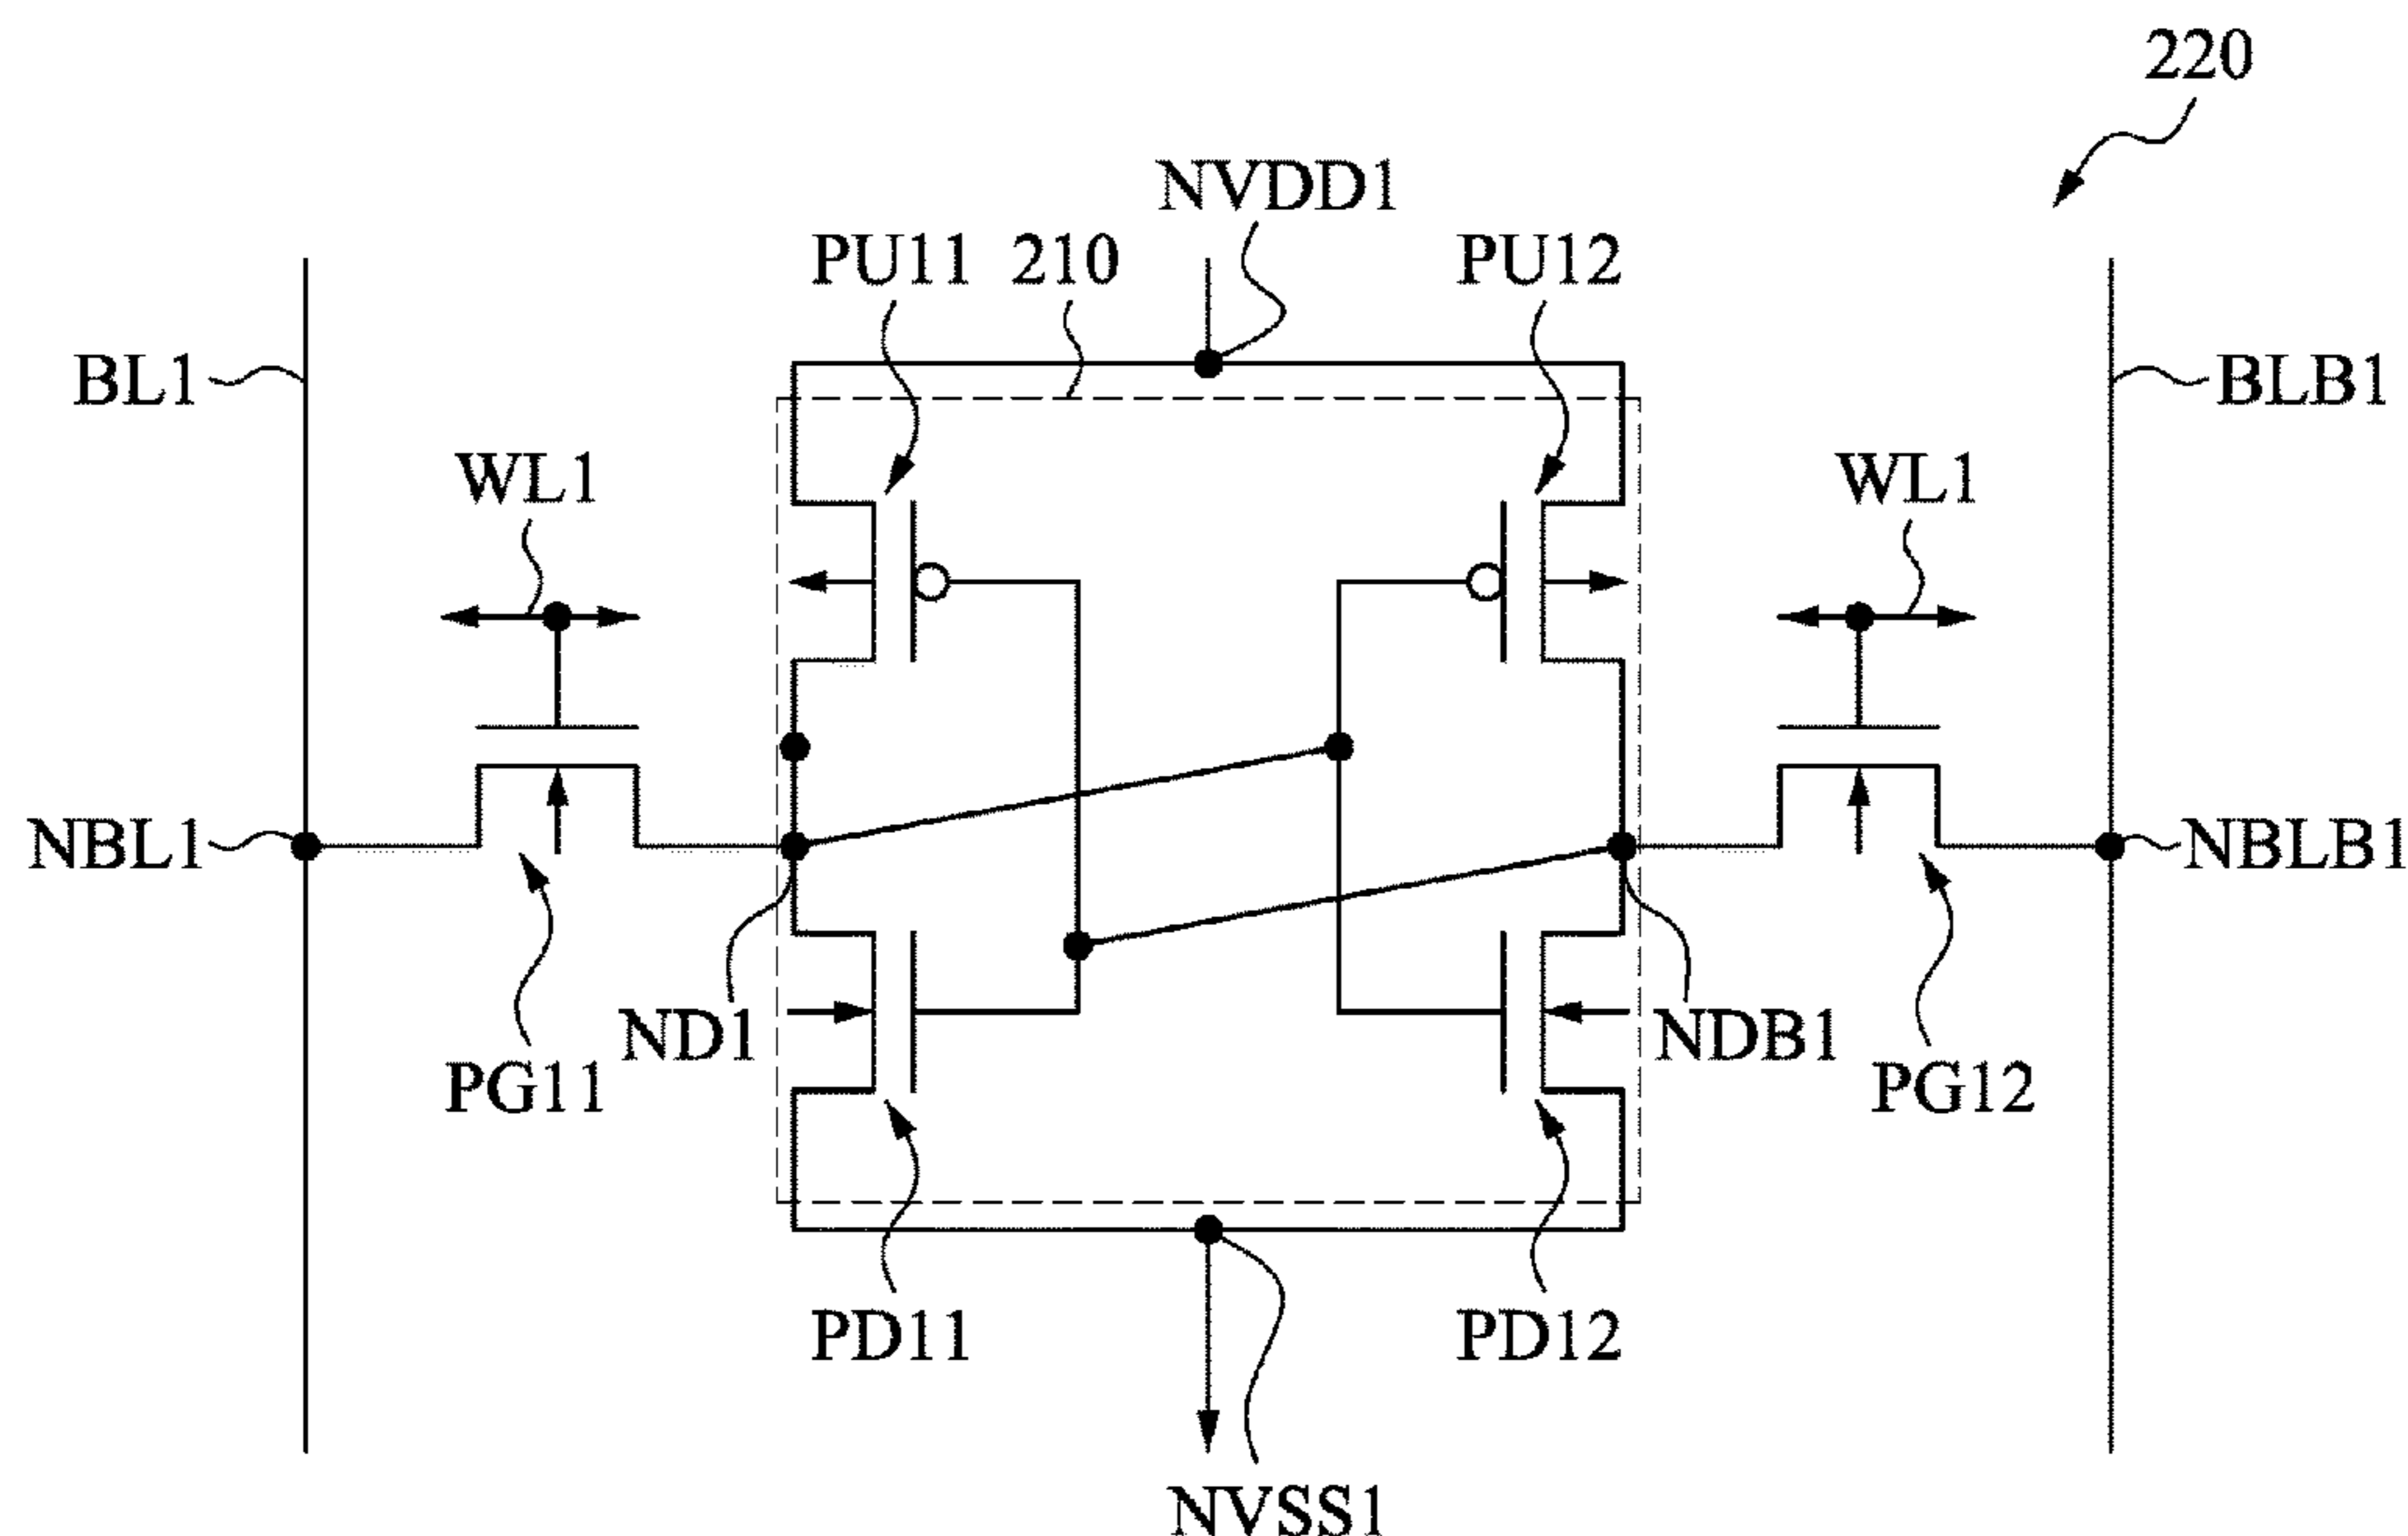 220
NVDD1
PU11 210 PU12
BL1 BLB1
WL1 WL1
NBL1 NBLB1
ND1 NDB1
PG11 PG12
PD11 PD12
NVSS1